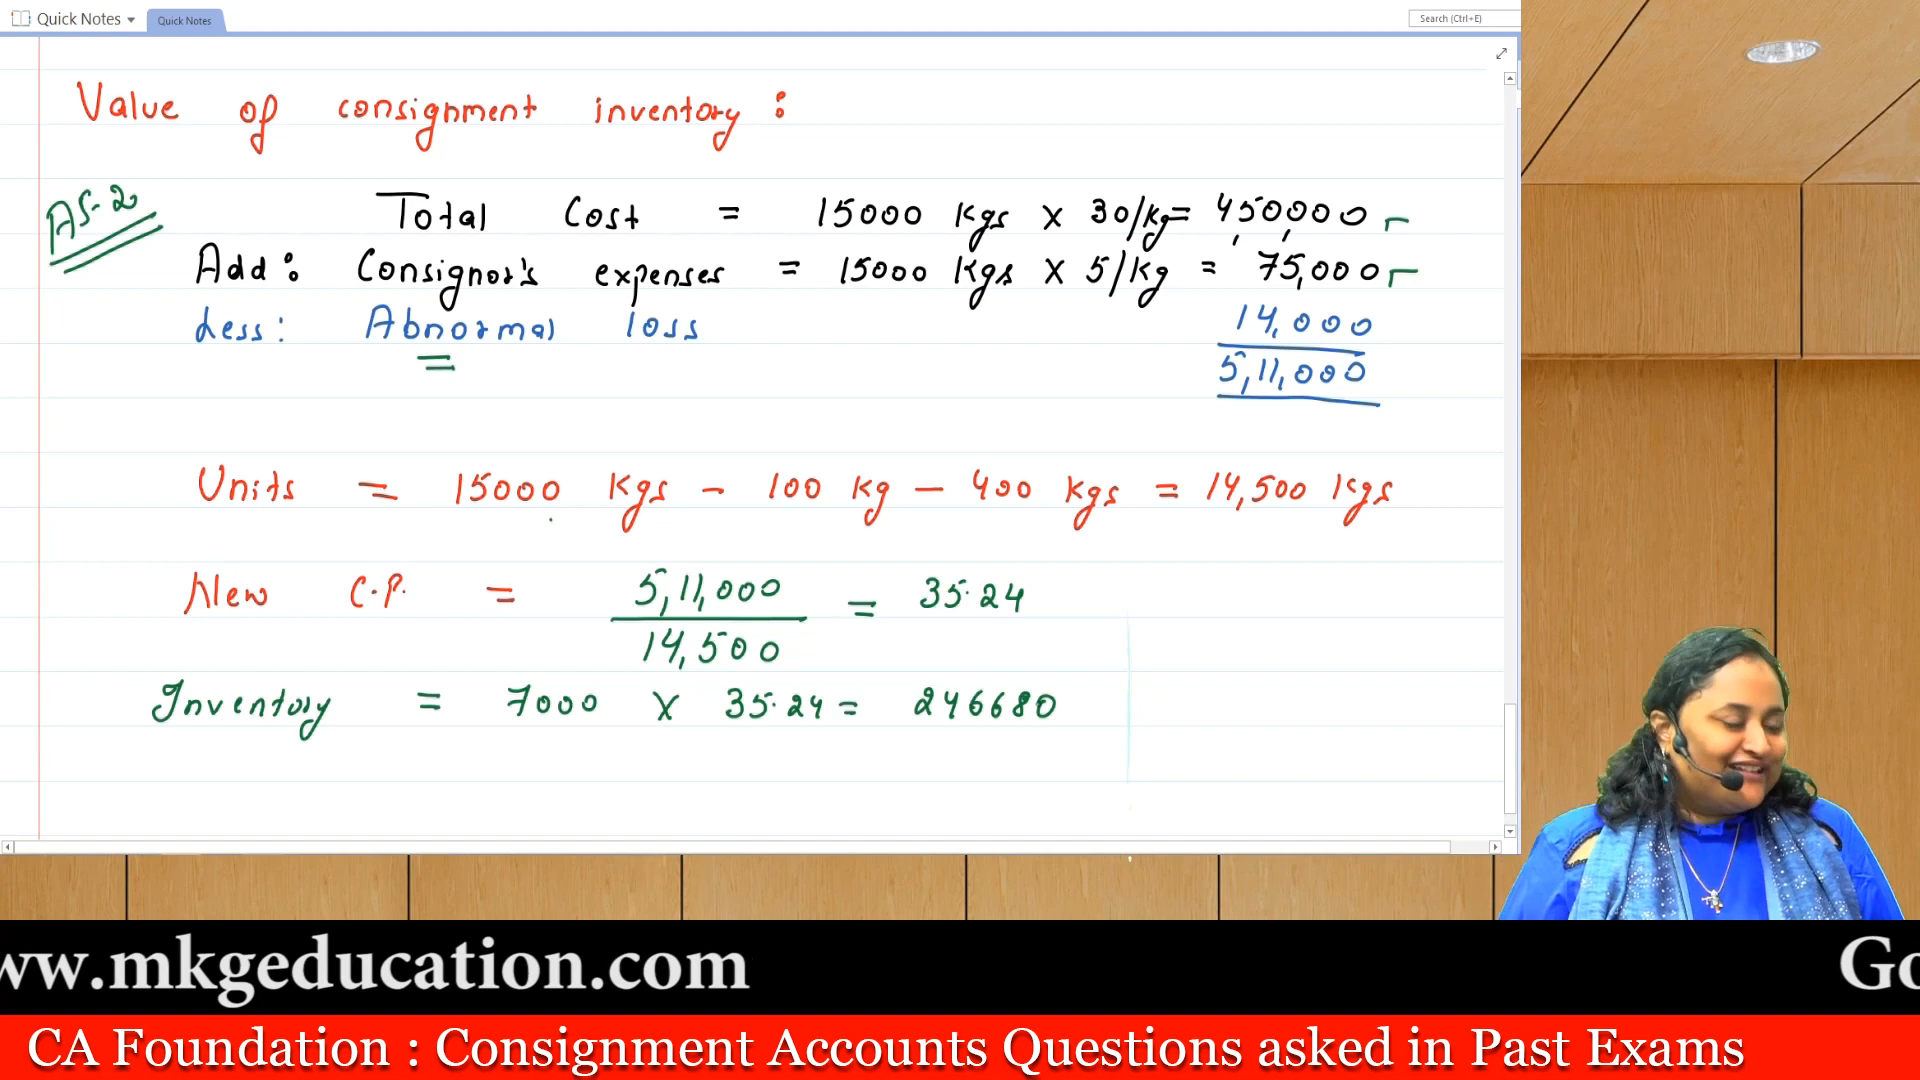 Quick Notes
Quick Notes
Search (Ctrl+E)
Value of consignment inventory :
AS-2
Total Cost = 15000 Kgs X 30/kg = 4,50,000
Add : Consignor's expenses = 15000 Kgs X 5/Kg = 75,000
Less : Abnormal loss 14,000
5,11,000
Units = 15000 Kgs - 100 kg - 400 kgs = 14,500 Kgs
New C.P. = 5,11,000 / 14,500 = 35.24
Inventory = 7000 X 35.24 = 246680
ww.mkgeducation.com
Go
CA Foundation : Consignment Accounts Questions asked in Past Exams